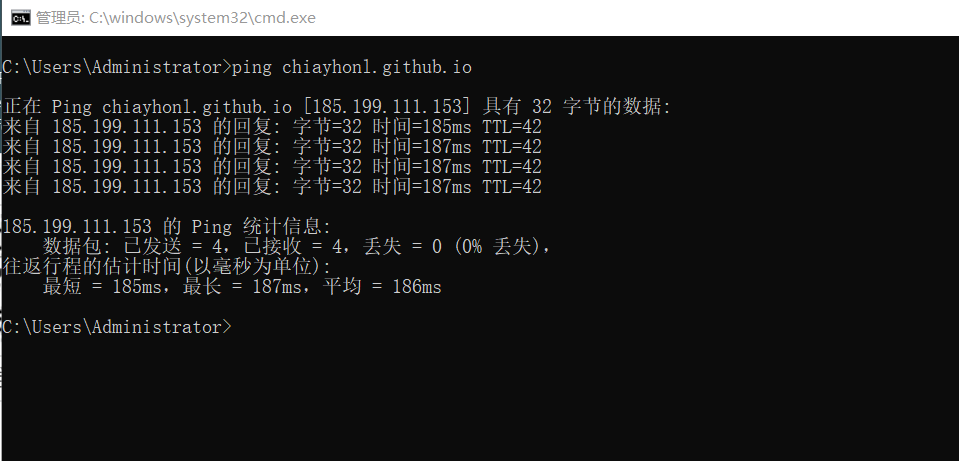 管理员: C:\windows\system32\cmd.exe
C:\Users\Administrator>ping chiayhonl.github.io
正在 Ping chiayhonl.github.io [185.199.111.153] 具有 32 字节的数据:
来自 185.199.111.153 的回复: 字节=32 时间=185ms TTL=42
来自 185.199.111.153 的回复: 字节=32 时间=187ms TTL=42
来自 185.199.111.153 的回复: 字节=32 时间=187ms TTL=42
来自 185.199.111.153 的回复: 字节=32 时间=187ms TTL=42
185.199.111.153 的 Ping 统计信息:
数据包: 已发送 = 4，已接收 = 4，丢失 = 0 (0% 丢失)，
往返行程的估计时间(以毫秒为单位):
最短 = 185ms，最长 = 187ms，平均 = 186ms
C:\Users\Administrator>